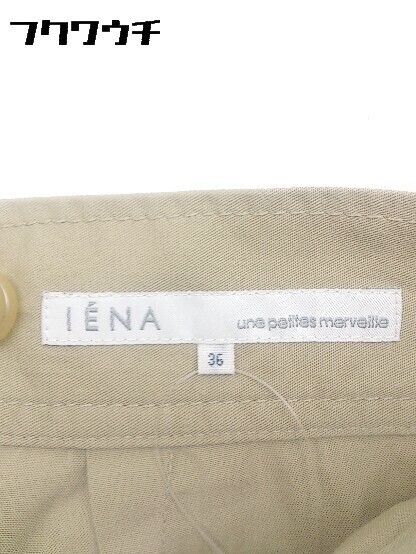 フクワウチ
IÉNA
une petites merveille
36